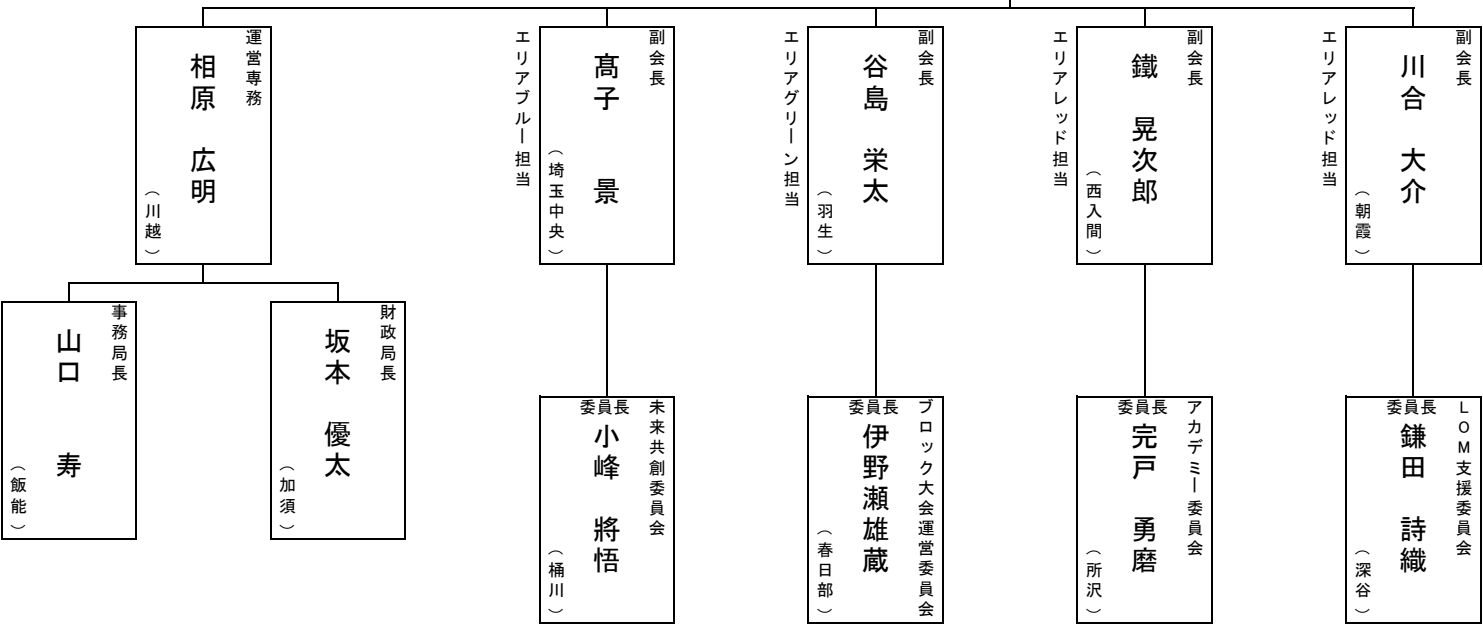 副会長
川合 大介
（朝霞）
エリアレッド担当
副会長
鐵 晃次郎
（西入間）
エリアレッド担当
副会長
谷島 栄太
（羽生）
エリアグリーン担当
副会長
髙子 景
（埼玉中央）
エリアブルー担当
運営専務
相原 広明
（川越）
LOM支援委員会
委員長
鎌田 詩織
（深谷）
アカデミー委員会
委員長
完戸 勇磨
（所沢）
ブロック大会運営委員会
委員長
伊野瀬雄蔵
（春日部）
未来共創委員会
委員長
小峰 將悟
（桶川）
財政局長
坂本 優太
（加須）
事務局長
山口 寿
（飯能）